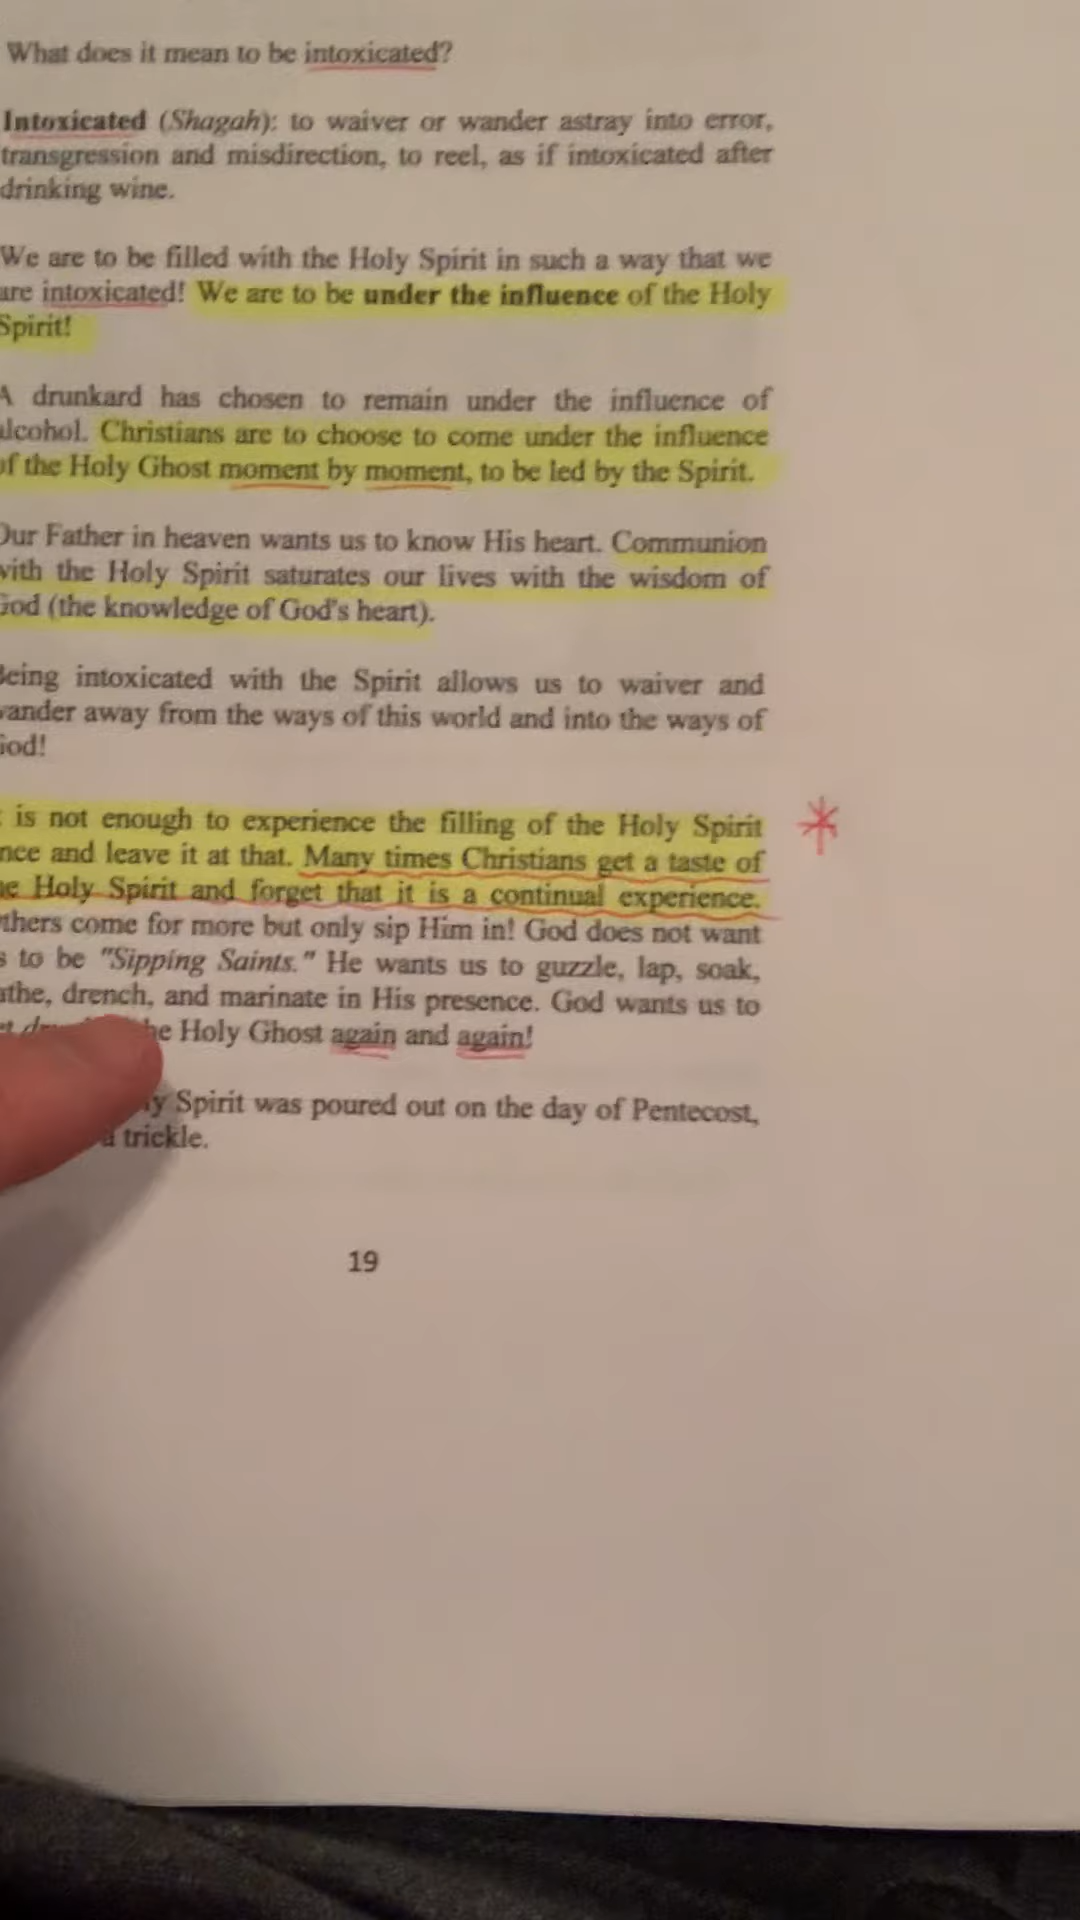 What does it mean to be intoxicated?
Intoxicated (Shagah): to waiver or wander astray into error,
transgression and misdirection, to reel, as if intoxicated after
drinking wine.
We are to be filled with the Holy Spirit in such a way that we
are intoxicated! We are to be under the influence of the Holy
Spirit!
A drunkard has chosen to remain under the influence of
alcohol. Christians are to choose to come under the influence
of the Holy Ghost moment by moment, to be led by the Spirit.
Our Father in heaven wants us to know His heart. Communion
with the Holy Spirit saturates our lives with the wisdom of
God (the knowledge of God's heart).
Being intoxicated with the Spirit allows us to waiver and
wander away from the ways of this world and into the ways of
God!
is not enough to experience the filling of the Holy Spirit
once and leave it at that. Many times Christians get a taste of
the Holy Spirit and forget that it is a continual experience.
Others come for more but only sip Him in! God does not want
to be "Sipping Saints." He wants us to guzzle, lap, soak,
bathe, drench, and marinate in His presence. God wants us to
the Holy Ghost again and again!
Spirit was poured out on the day of Pentecost,
a trickle.
19